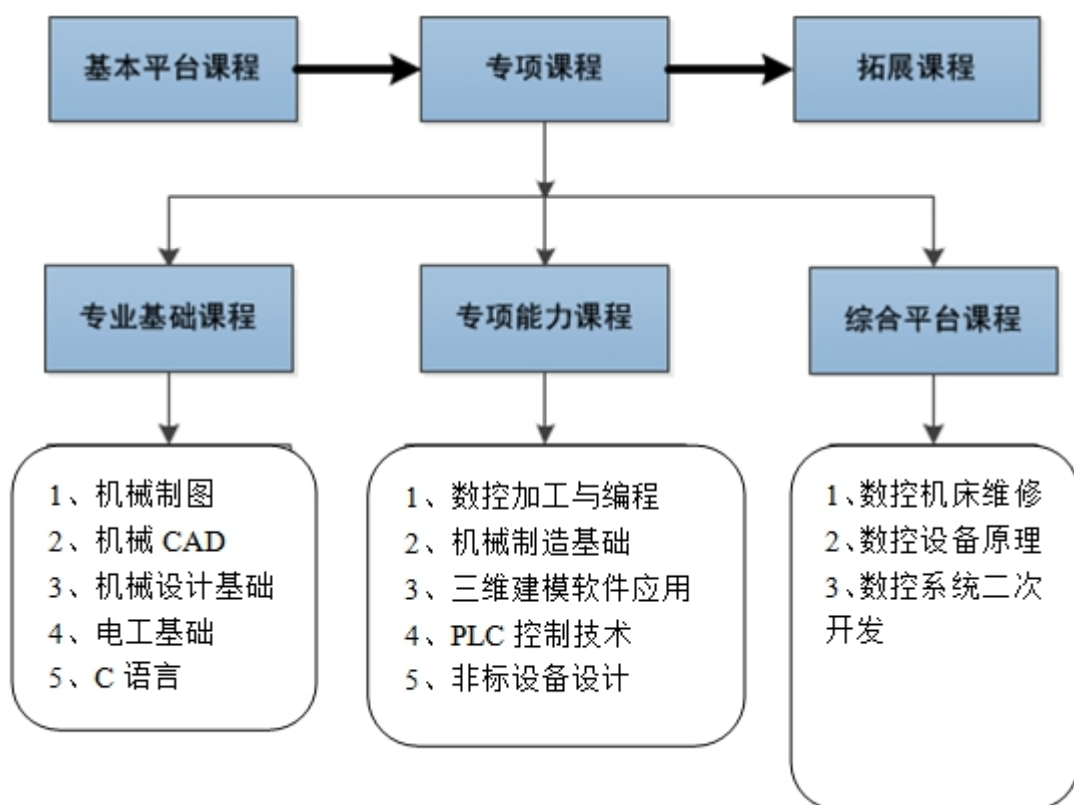 基本平台课程
专项课程
拓展课程
专业基础课程
专项能力课程
综合平台课程
1、机械制图
2、机械 CAD
3、机械设计基础
4、电工基础
5、C 语言
1、数控加工与编程
2、机械制造基础
3、三维建模软件应用
4、PLC 控制技术
5、非标设备设计
1、数控机床维修
2、数控设备原理
3、数控系统二次
开发